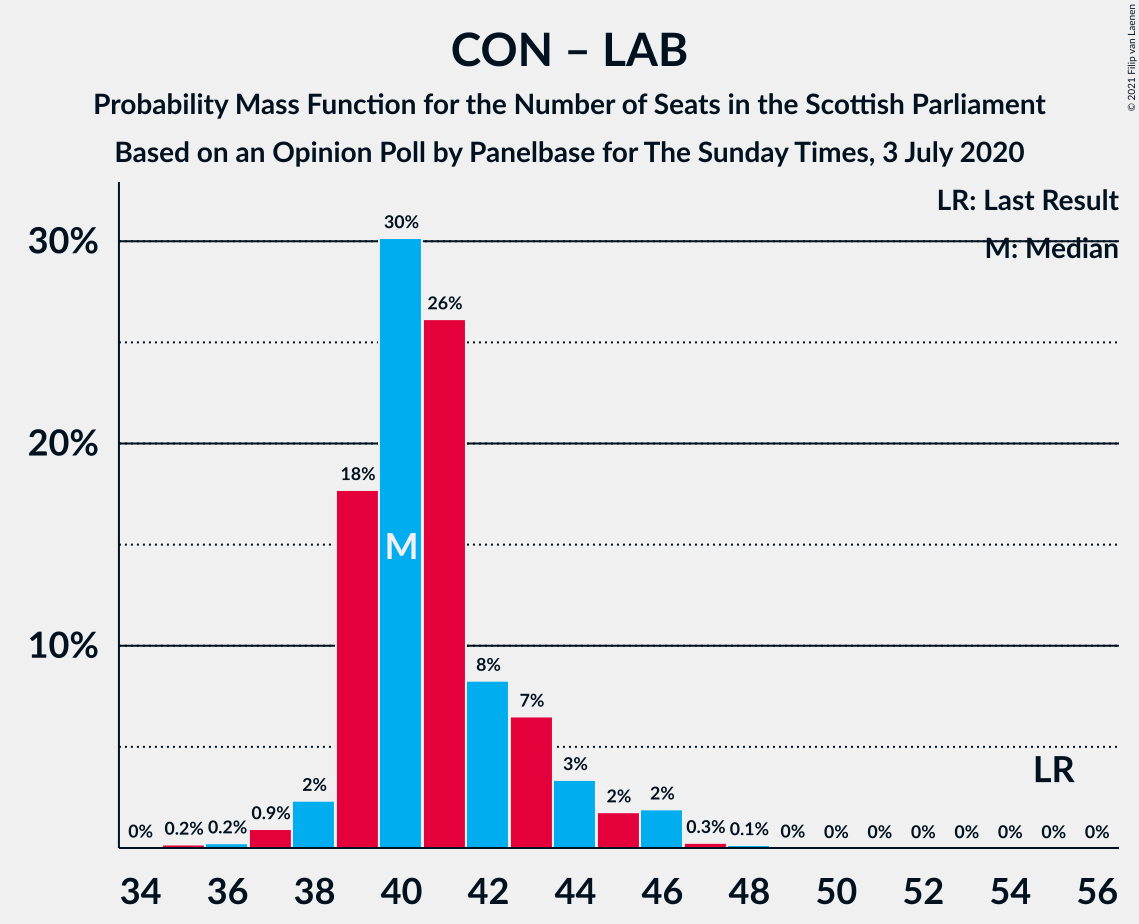 CON – LAB
Probability Mass Function for the Number of Seats in the Scottish Parliament
Based on an Opinion Poll by Panelbase for The Sunday Times, 3 July 2020
© 2021 Filip van Laenen
LR: Last Result
M: Median
30%
20%
10%
0% 0.2% 0.2% 0.9% 2% 18% 30% 26% 8% 7% 3% 2% 2% 0.3% 0.1% 0% 0% 0% 0% 0% 0% 0% 0%
M
LR
34 36 38 40 42 44 46 48 50 52 54 56